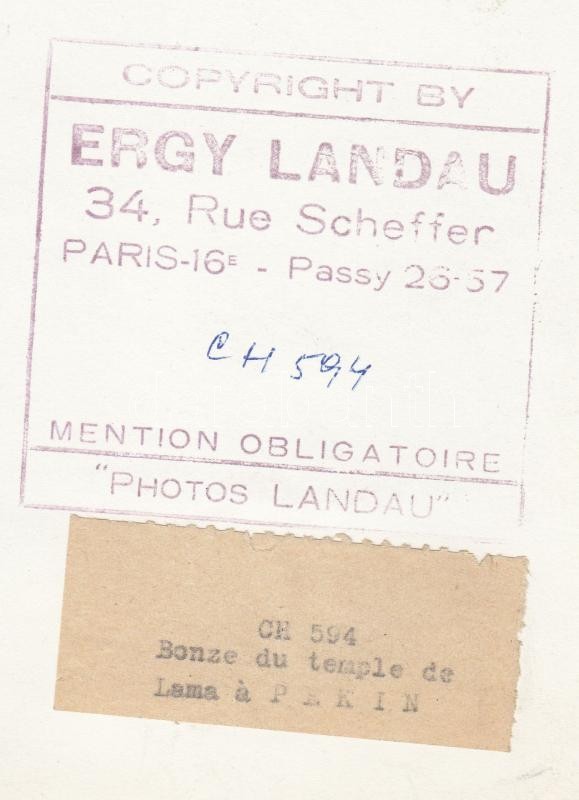 COPYRIGHT BY
ERGY LANDAU
34, Rue Scheffer
PARIS-16E - Passy 26-57
CH 594
MENTION OBLIGATOIRE
"PHOTOS LANDAU"
CH 594
Bonze du temple de
Lama à PEKIN